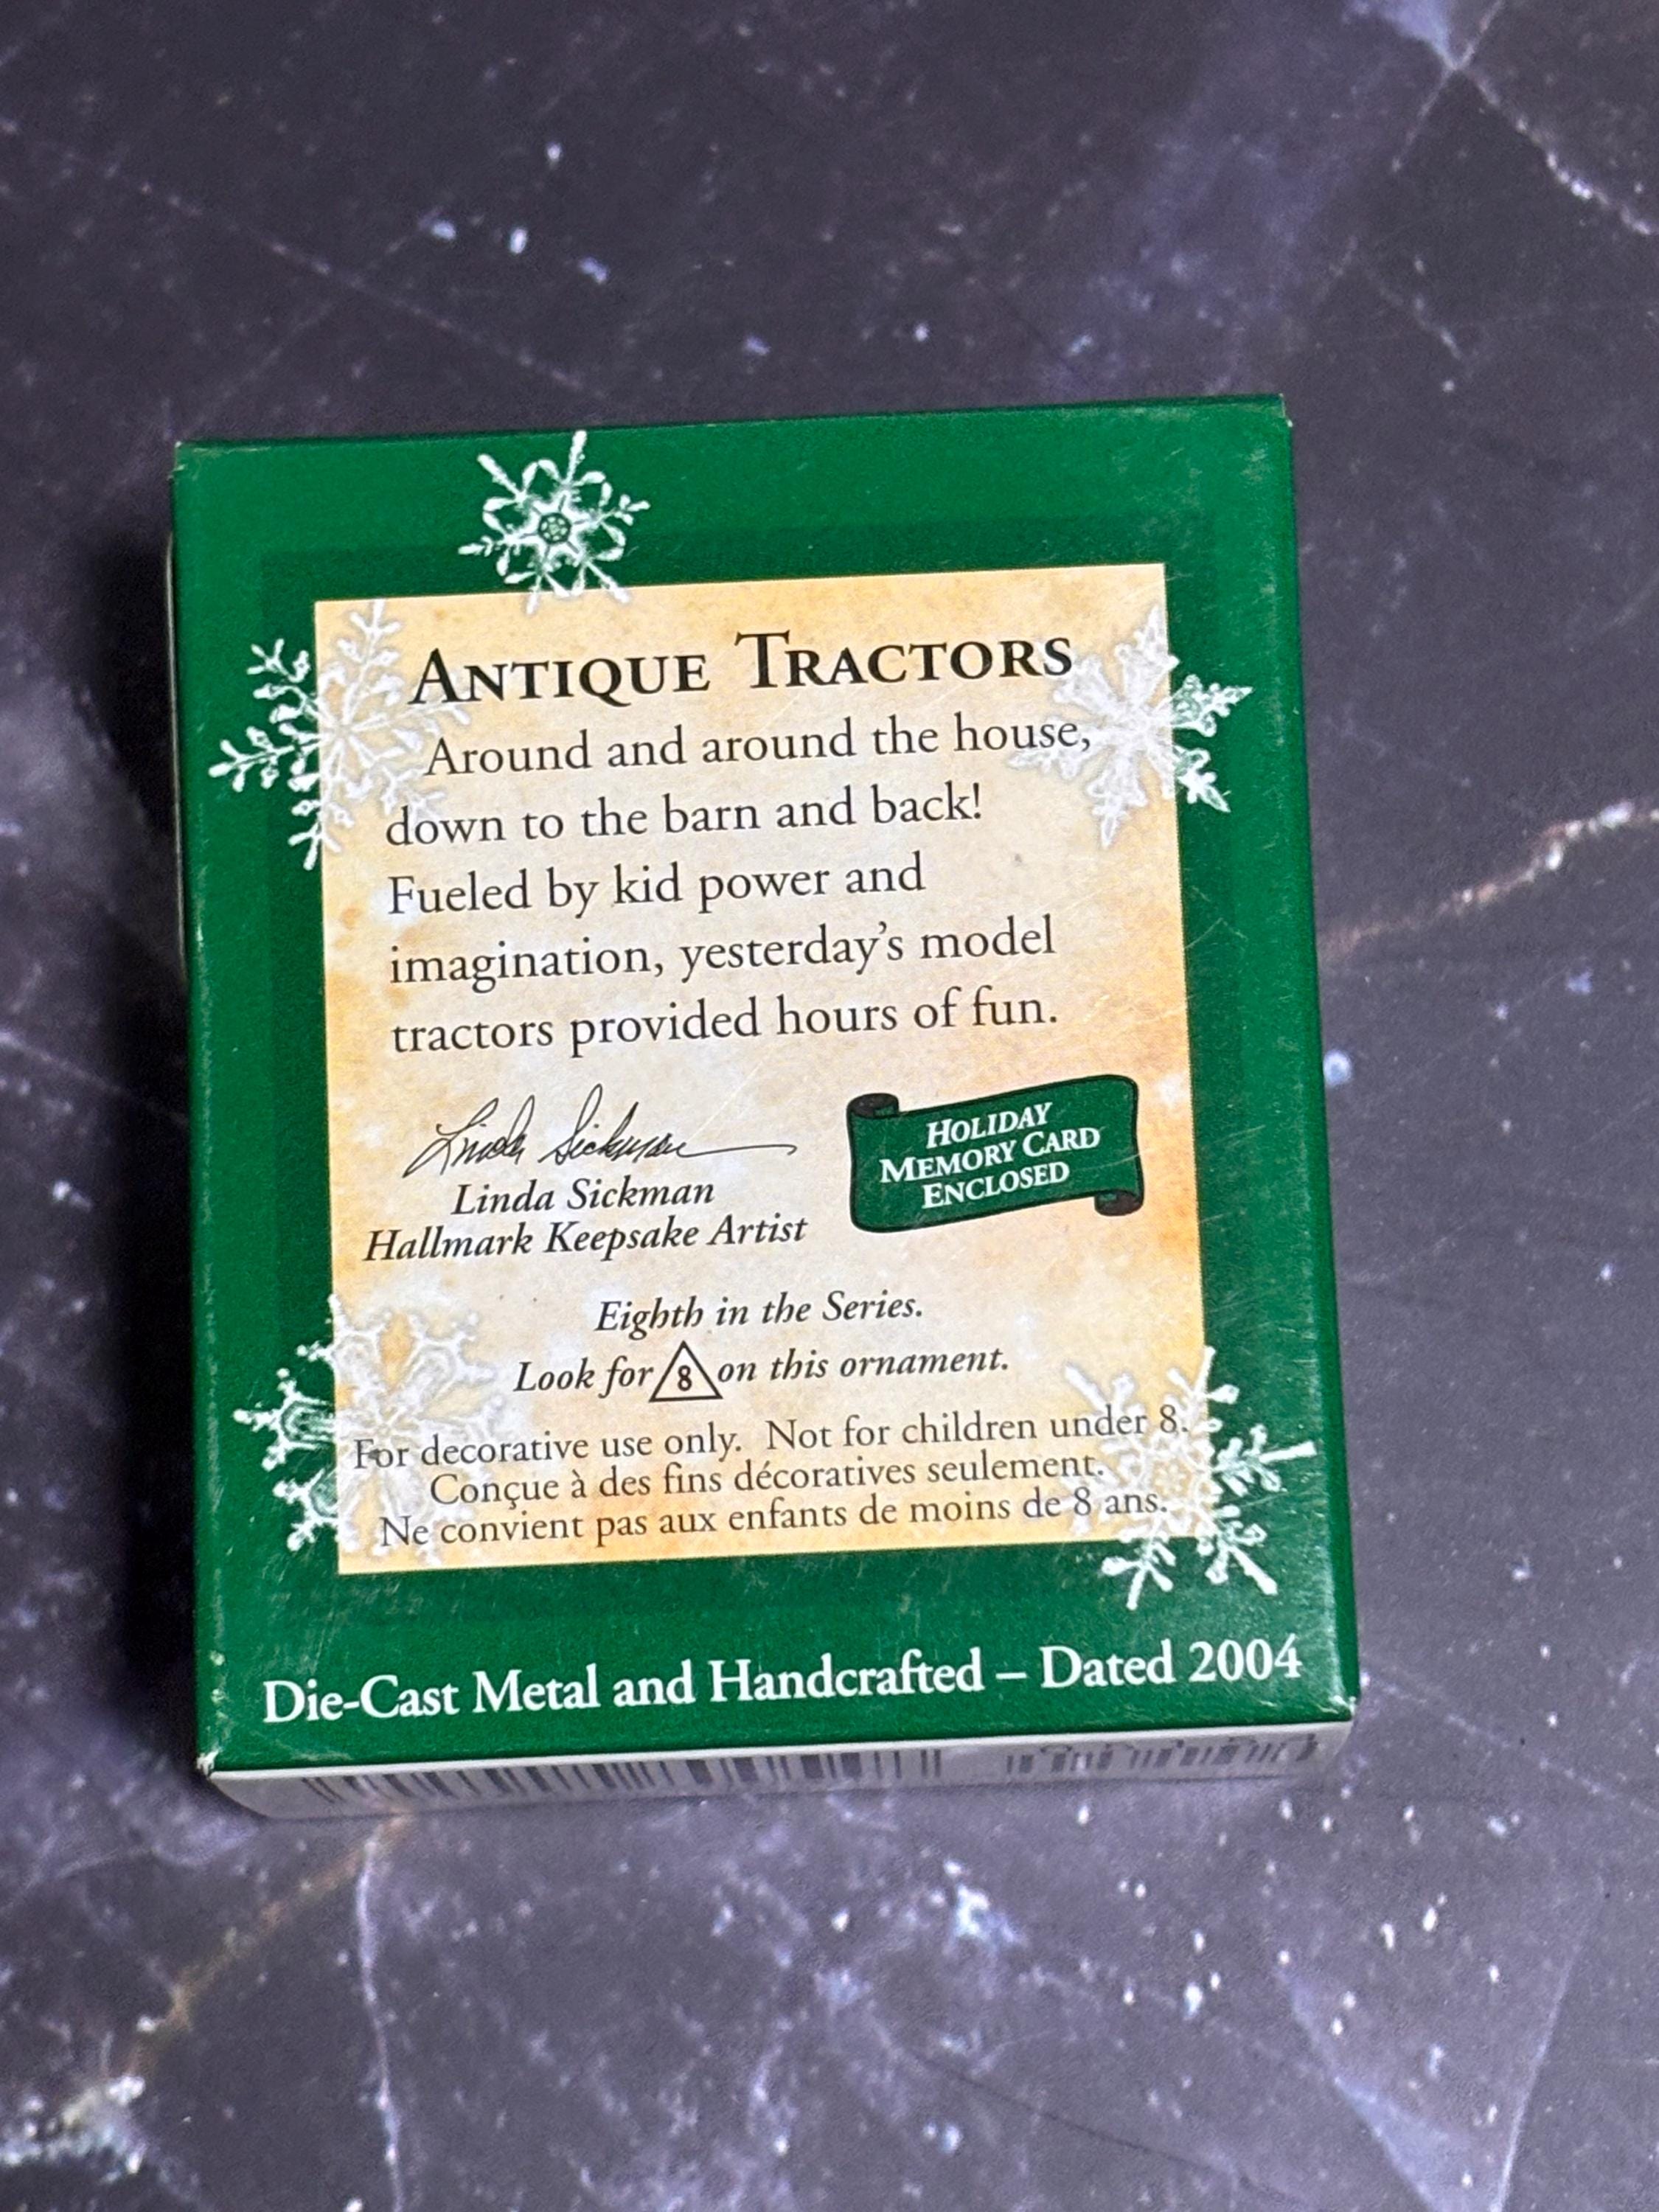 ANTIQUE TRACTORS
Around and around the house,
down to the barn and back!
Fueled by kid power and
imagination, yesterday's model
tractors provided hours of fun.
Linda Sickman
Linda Sickman
Hallmark Keepsake Artist
HOLIDAY
MEMORY CARD
ENCLOSED
Eighth in the Series.
Look for 8 on this ornament.
For decorative use only. Not for children under 8.
Conçue à des fins décoratives seulement.
Ne convient pas aux enfants de moins de 8 ans.
Die-Cast Metal and Handcrafted – Dated 2004